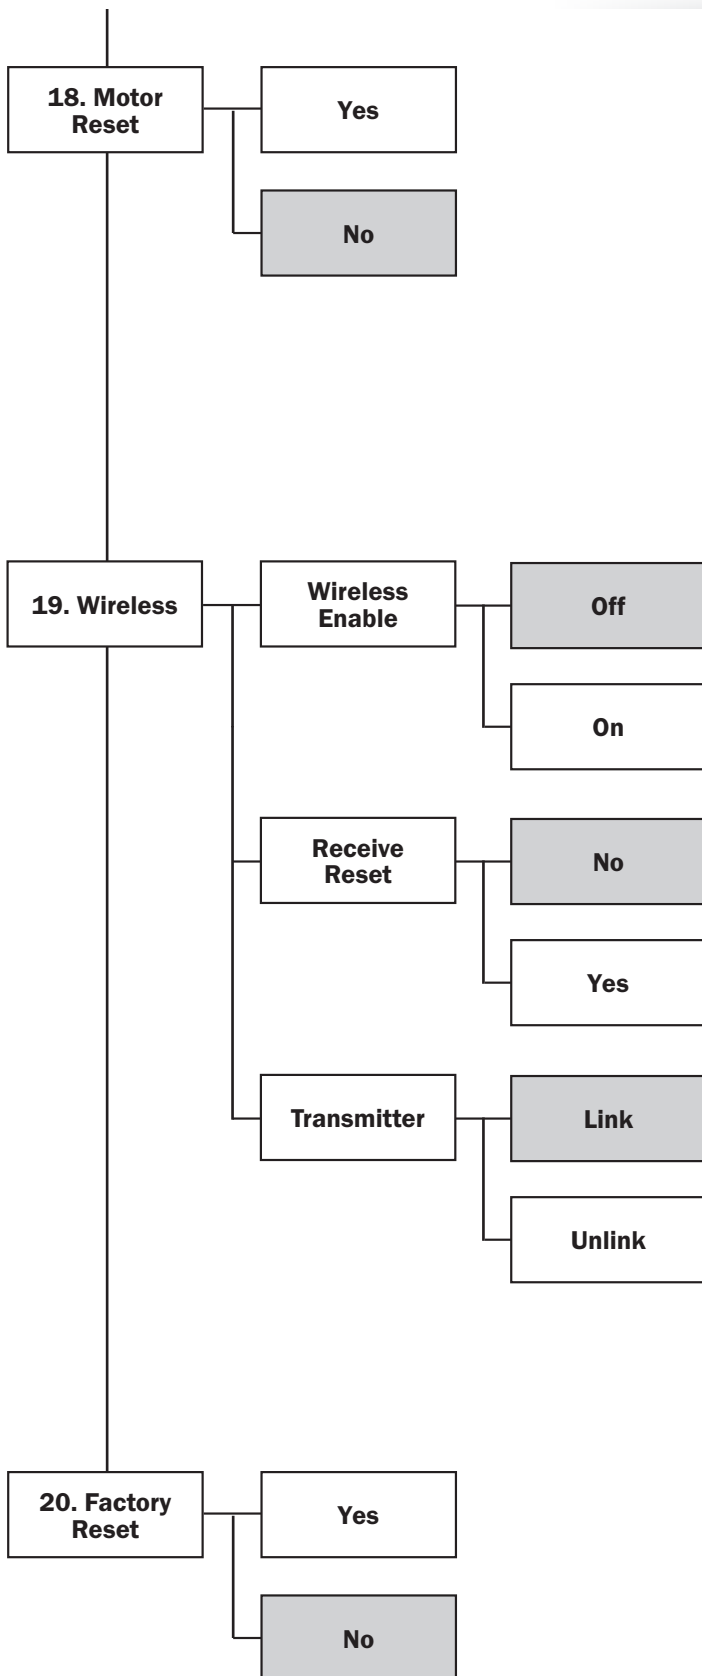 18. Motor
Reset
Yes
No
19. Wireless
Wireless
Enable
Off
On
Receive
Reset
No
Yes
Transmitter
Link
Unlink
20. Factory
Reset
Yes
No